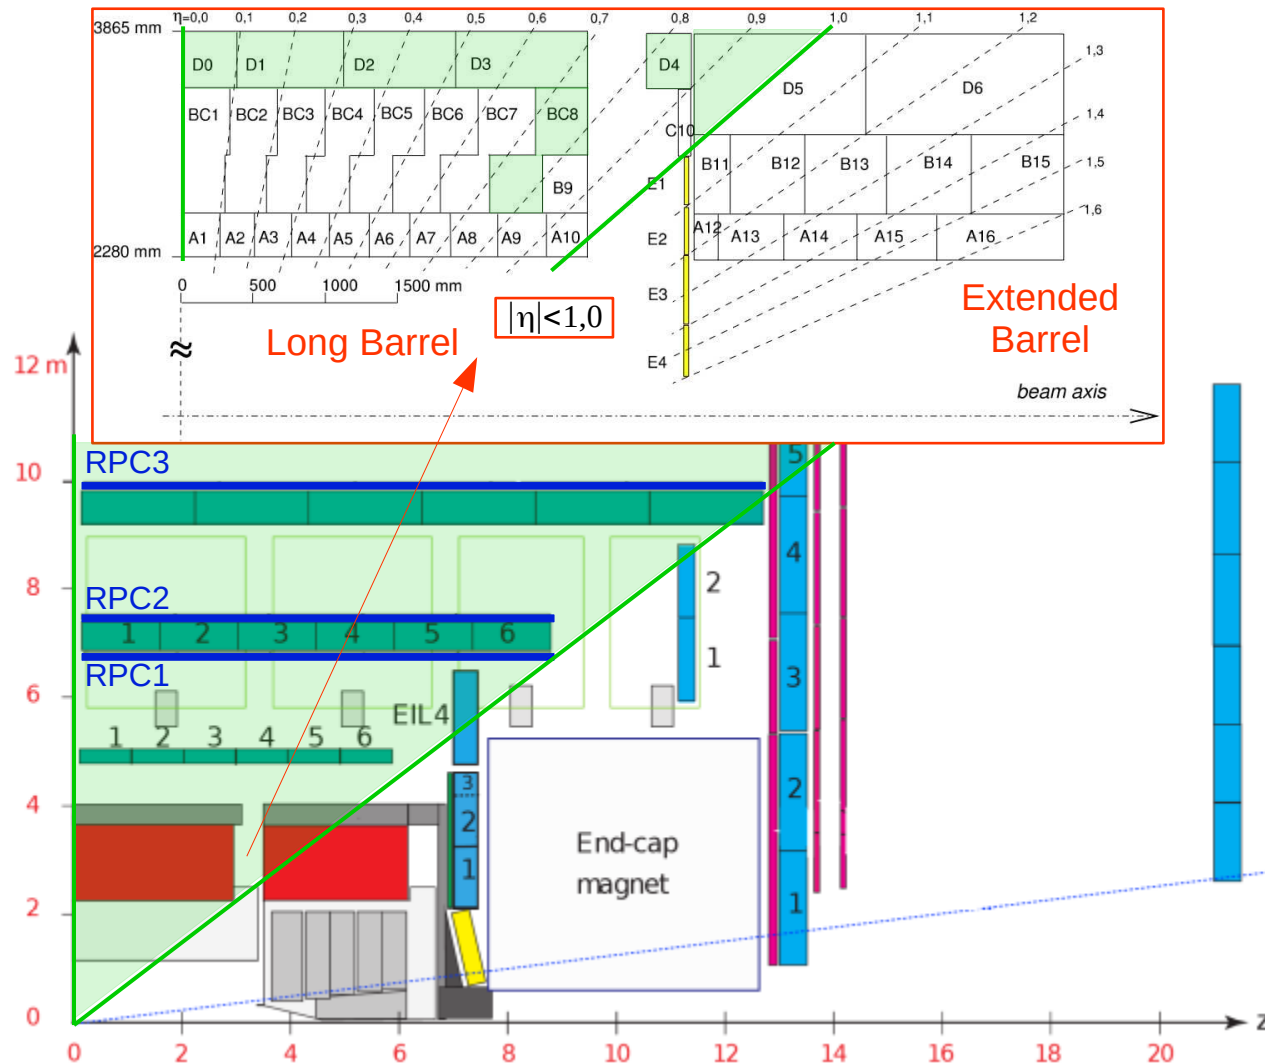 η=0,0 0,1 0,2 0,3 0,4 0,5 0,6 0,7 0,8 0,9 1,0 1,1 1,2
3865 mm
1,3
D0 D1 D2 D3 D4 D5 D6
1,4
BC1 BC2 BC3 BC4 BC5 BC6 BC7 BC8
C10
B11 B12 B13 B14 B15
1,5
E1
B9
1,6
A1 A2 A3 A4 A5 A6 A7 A8 A9 A10
E2
A12 A13 A14 A15 A16
2280 mm
0 500 1000 1500 mm
E3
|η|<1,0
Extended
Barrel
Long Barrel
≈
E4
beam axis
12 m
RPC3
5
10
4
8
2
RPC2
1 2 3 4 5 6
1
RPC1
3
6
EIL4
1 2 3 4 5 6
4
3
2
2
1
End-cap
magnet
2
1
0
0 2 4 6 8 10 12 14 16 18 20
z